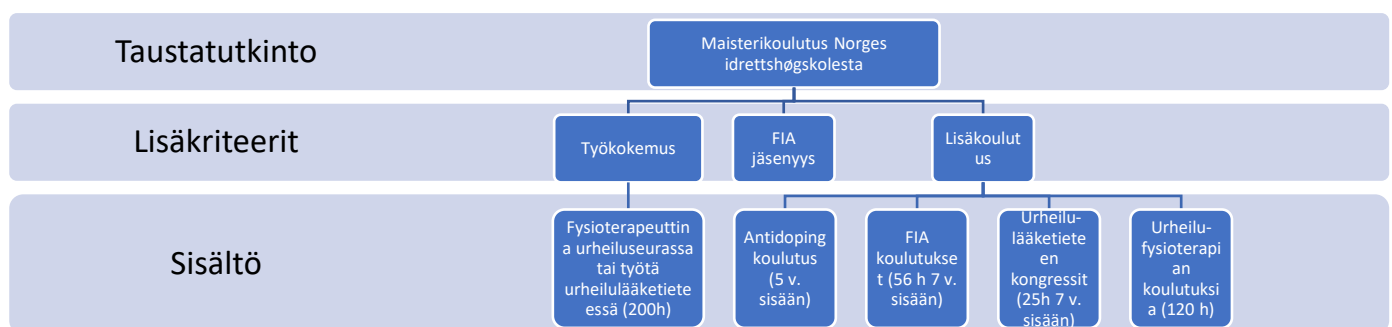 Taustatutkinto
Maisterikoulutus Norges
idrettshøgskolesta
Lisäkriteerit
Työkokemus
FIA
jäsenyys
Lisäkoulut
us
Sisältö
Fysioterapeuttin
a urheiluseurassa
tai työtä
urheilulääketiete
essä (200h)
Antidoping
koulutus
(5 v.
sisään)
FIA
koulutukse
t (56 h 7 v.
sisään)
Urheilu-
lääketietee
en
kongressit
(25h 7 v.
sisään)
Urheilu-
fysioterapi
an
koulutuksi
a (120 h)